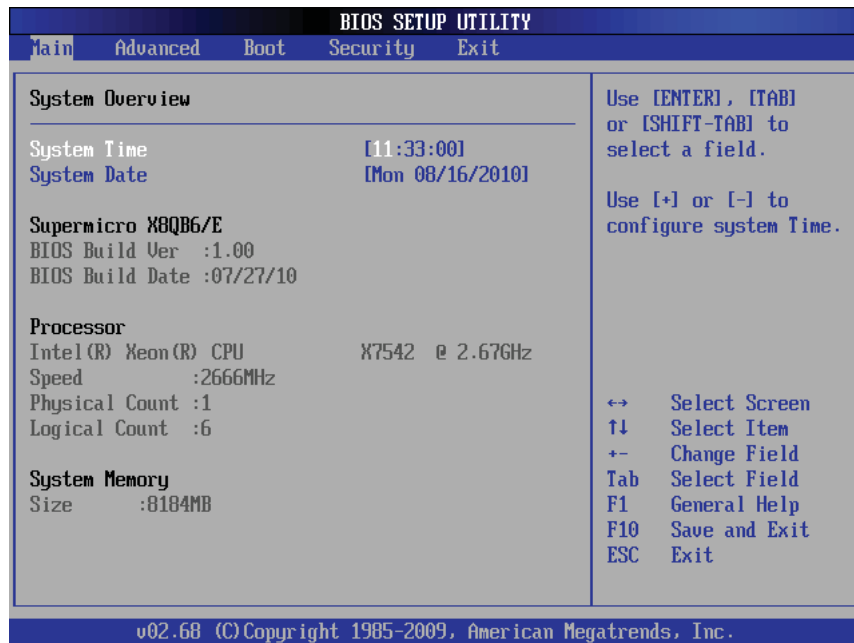 BIOS SETUP UTILITY
Main Advanced Boot Security Exit
System Overview
System Time [11:33:00]
System Date [Mon 08/16/2010]
Supermicro X8QB6/E
BIOS Build Ver :1.00
BIOS Build Date :07/27/10
Processor
Intel(R) Xeon(R) CPU X7542 @ 2.67GHz
Speed :2666MHz
Physical Count :1
Logical Count :6
System Memory
Size :8184MB
Use [ENTER], [TAB]
or [SHIFT-TAB] to
select a field.
Use [+] or [-] to
configure system Time.
↔ Select Screen
↑↓ Select Item
+- Change Field
Tab Select Field
F1 General Help
F10 Save and Exit
ESC Exit
v02.68 (C)Copyright 1985-2009, American Megatrends, Inc.